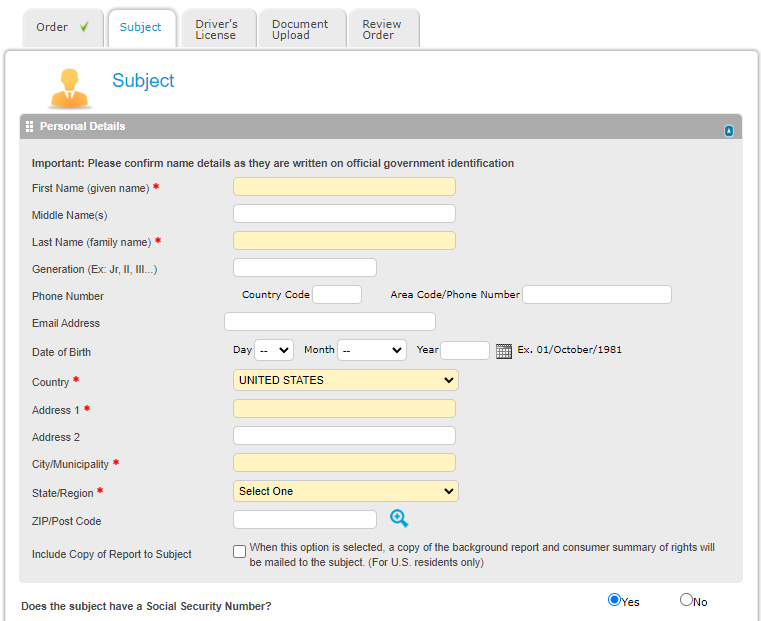 Order
Subject
Driver's
License
Document
Upload
Review
Order
Subject
Personal Details
Important: Please confirm name details as they are written on official government identification
First Name (given name) *
Middle Name(s)
Last Name (family name) *
Generation (Ex: Jr, II, III...)
Phone Number Country Code Area Code/Phone Number
Email Address
Date of Birth Day -- Month -- Year Ex. 01/October/1981
Country * UNITED STATES
Address 1 *
Address 2
City/Municipality *
State/Region * Select One
ZIP/Post Code
Include Copy of Report to Subject When this option is selected, a copy of the background report and consumer summary of rights will
be mailed to the subject. (For U.S. residents only)
Does the subject have a Social Security Number? Yes No